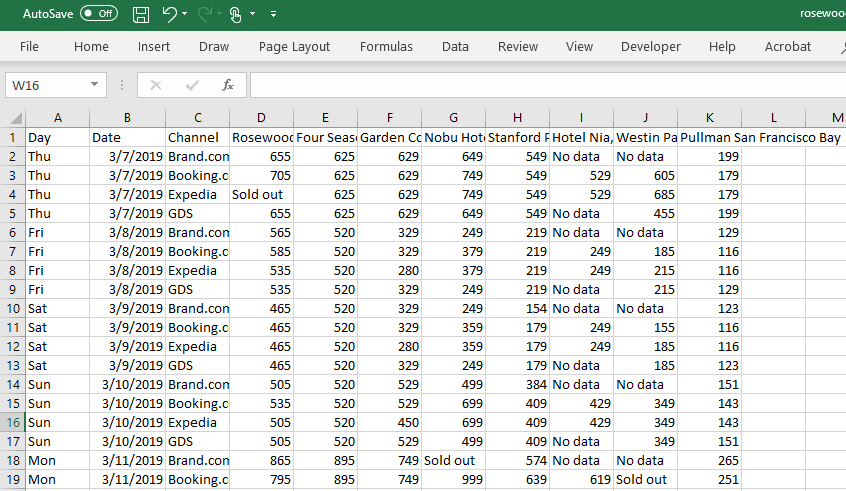 AutoSave Off rosewoo
File Home Insert Draw Page Layout Formulas Data Review View Developer Help Acrobat
W16 fx
A B C D E F G H I J K L M
1 Day Date Channel Rosewood Four Seas Garden Co Nobu Hote Stanford P Hotel Nia, Westin Pa Pullman San Francisco Bay
2 Thu 3/7/2019 Brand.com 655 625 629 649 549 No data No data 199
3 Thu 3/7/2019 Booking.c 705 625 629 749 549 529 605 179
4 Thu 3/7/2019 Expedia Sold out 625 629 749 549 529 685 179
5 Thu 3/7/2019 GDS 655 625 629 649 549 No data 455 199
6 Fri 3/8/2019 Brand.com 565 520 329 249 219 No data No data 129
7 Fri 3/8/2019 Booking.c 585 520 329 379 219 249 185 116
8 Fri 3/8/2019 Expedia 535 520 280 379 219 249 215 116
9 Fri 3/8/2019 GDS 535 520 329 249 219 No data 215 129
10 Sat 3/9/2019 Brand.com 465 520 329 249 154 No data No data 123
11 Sat 3/9/2019 Booking.c 465 520 329 359 179 249 155 116
12 Sat 3/9/2019 Expedia 465 520 280 359 179 249 185 116
13 Sat 3/9/2019 GDS 465 520 329 249 179 No data 185 123
14 Sun 3/10/2019 Brand.com 505 520 529 499 384 No data No data 151
15 Sun 3/10/2019 Booking.c 535 520 529 699 409 429 349 143
16 Sun 3/10/2019 Expedia 505 520 450 699 409 429 349 143
17 Sun 3/10/2019 GDS 505 520 529 499 409 No data 349 151
18 Mon 3/11/2019 Brand.com 865 895 749 Sold out 574 No data No data 265
19 Mon 3/11/2019 Booking.c 795 895 749 999 639 619 Sold out 251